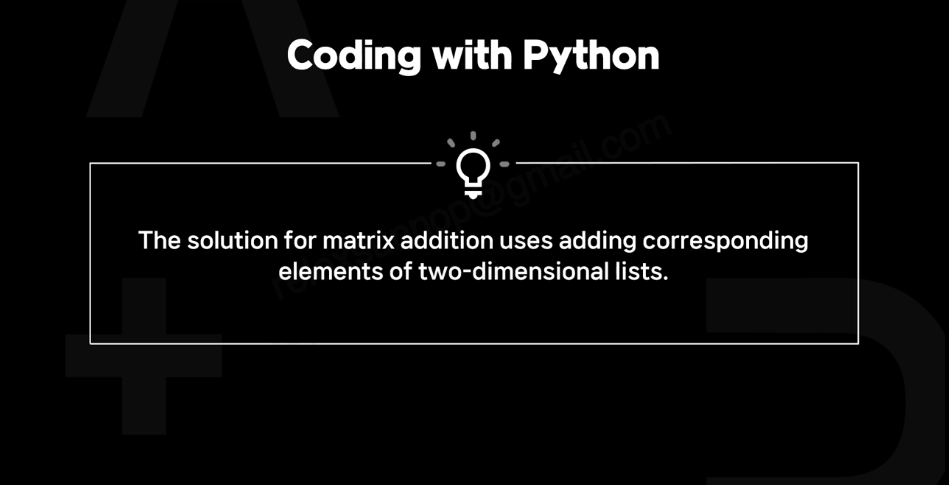 Coding with Python
The solution for matrix addition uses adding corresponding
elements of two-dimensional lists.